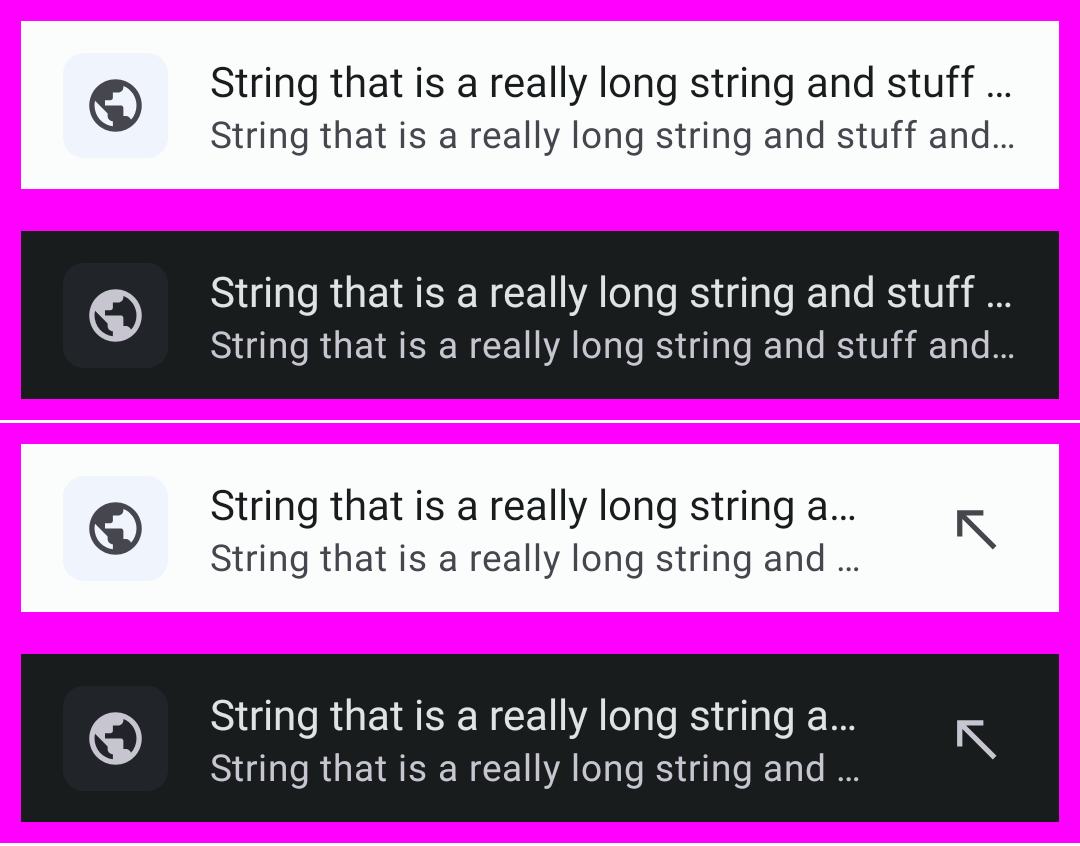 String that is a really long string and stuff ...
String that is a really long string and stuff and...
String that is a really long string and stuff ...
String that is a really long string and stuff and...
String that is a really long string a...
String that is a really long string and ...
String that is a really long string a...
String that is a really long string and ...